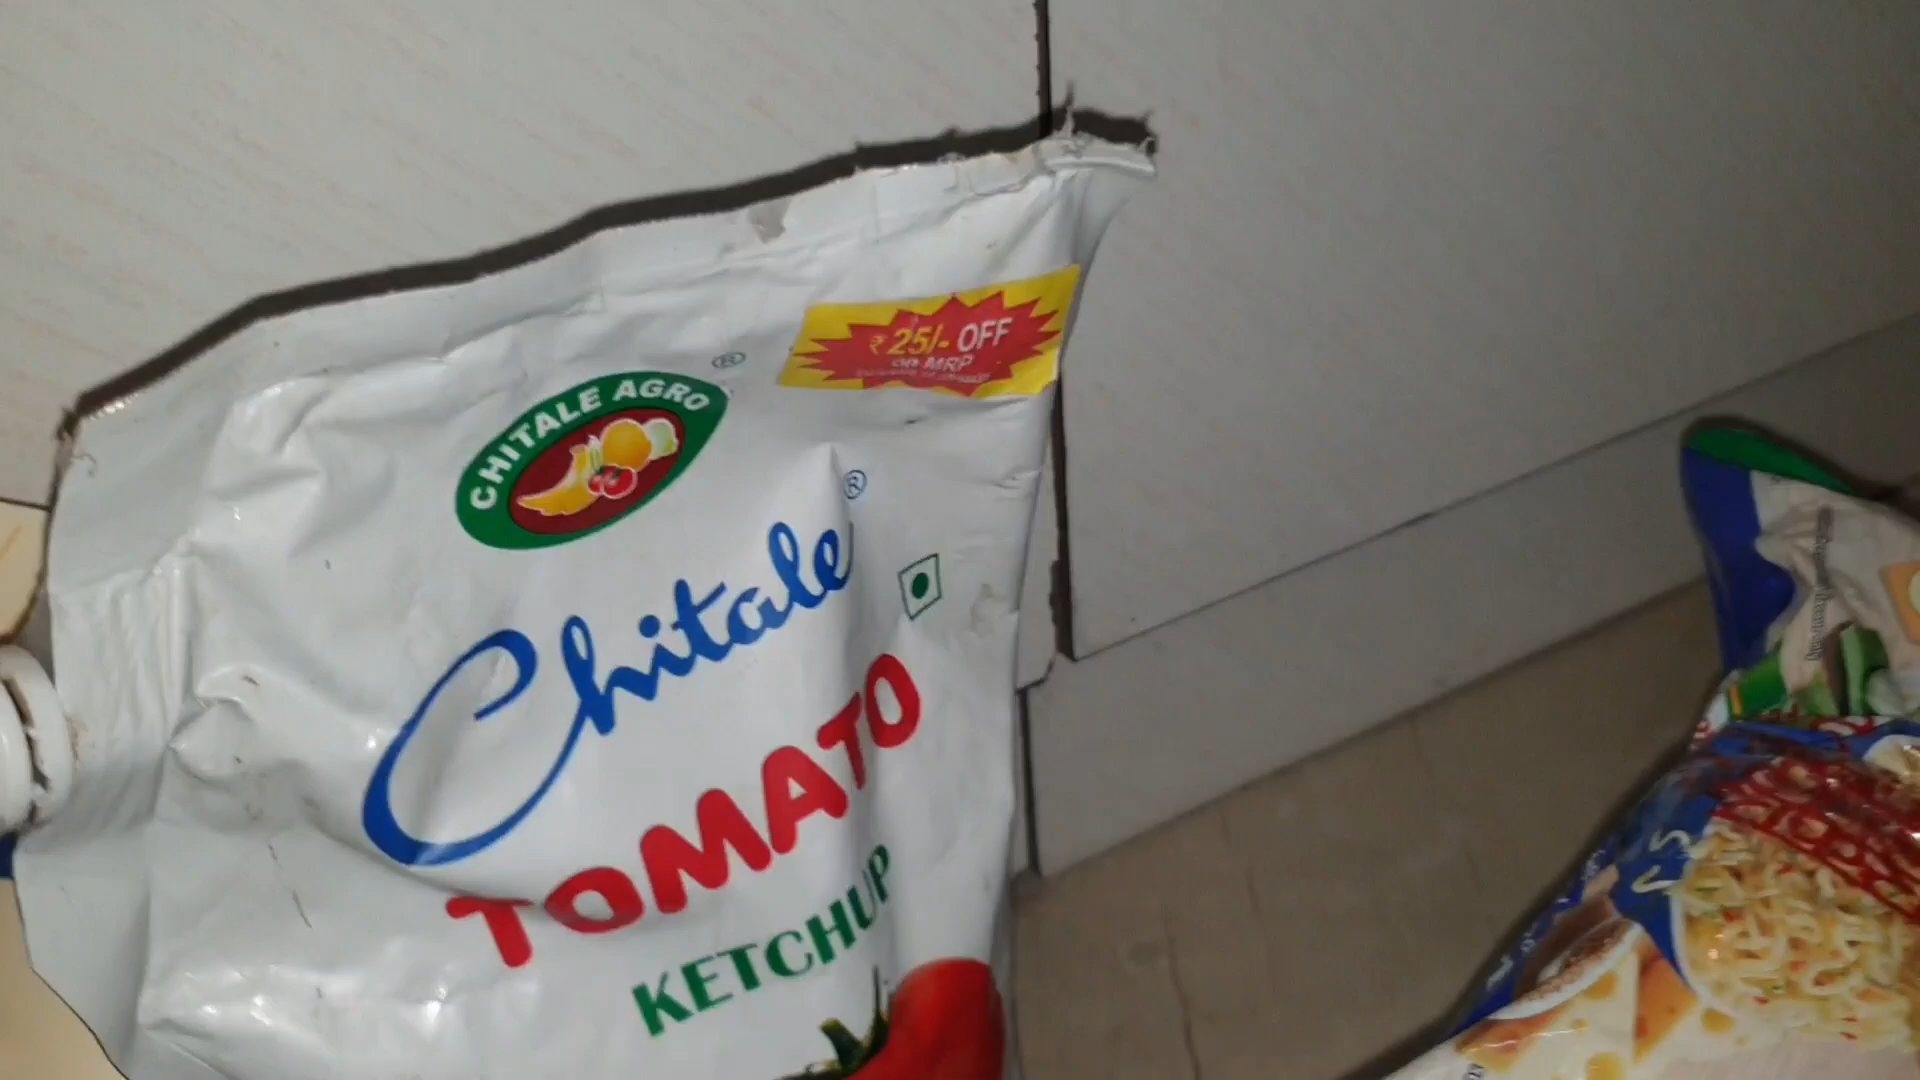 ₹ 25/- OFF
on MRP
CHITALE AGRO ®
Chitale ®
TOMATO
KETCHUP